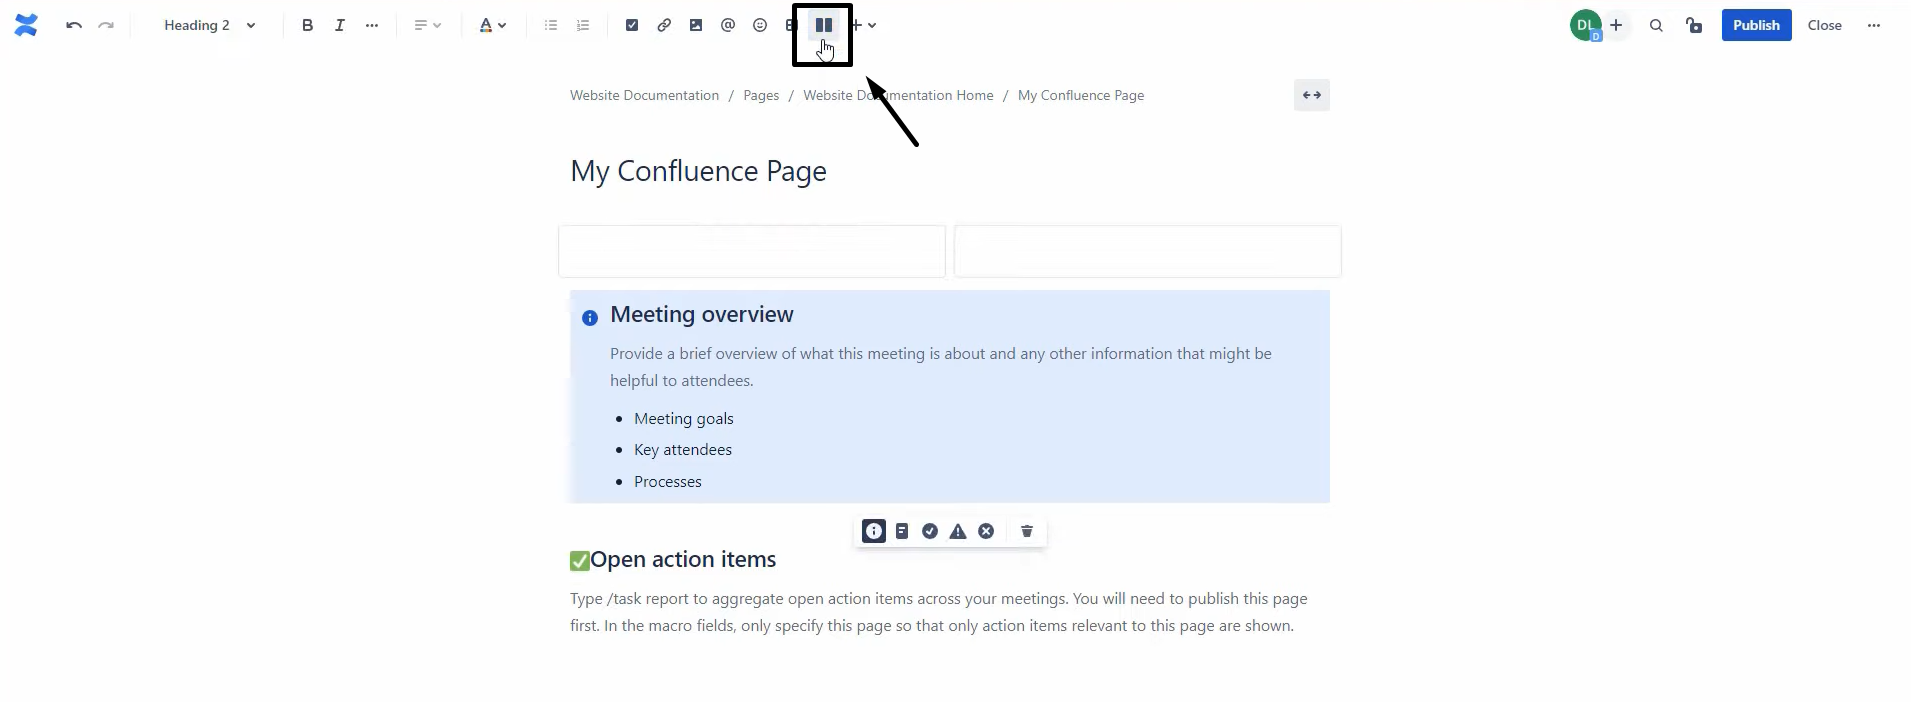 Heading 2
B
I
A
@
DL
D
Publish
Close
Website Documentation / Pages / Website Documentation Home / My Confluence Page
My Confluence Page
Meeting overview
Provide a brief overview of what this meeting is about and any other information that might be
helpful to attendees.
• Meeting goals
• Key attendees
• Processes
Open action items
Type /task report to aggregate open action items across your meetings. You will need to publish this page
first. In the macro fields, only specify this page so that only action items relevant to this page are shown.